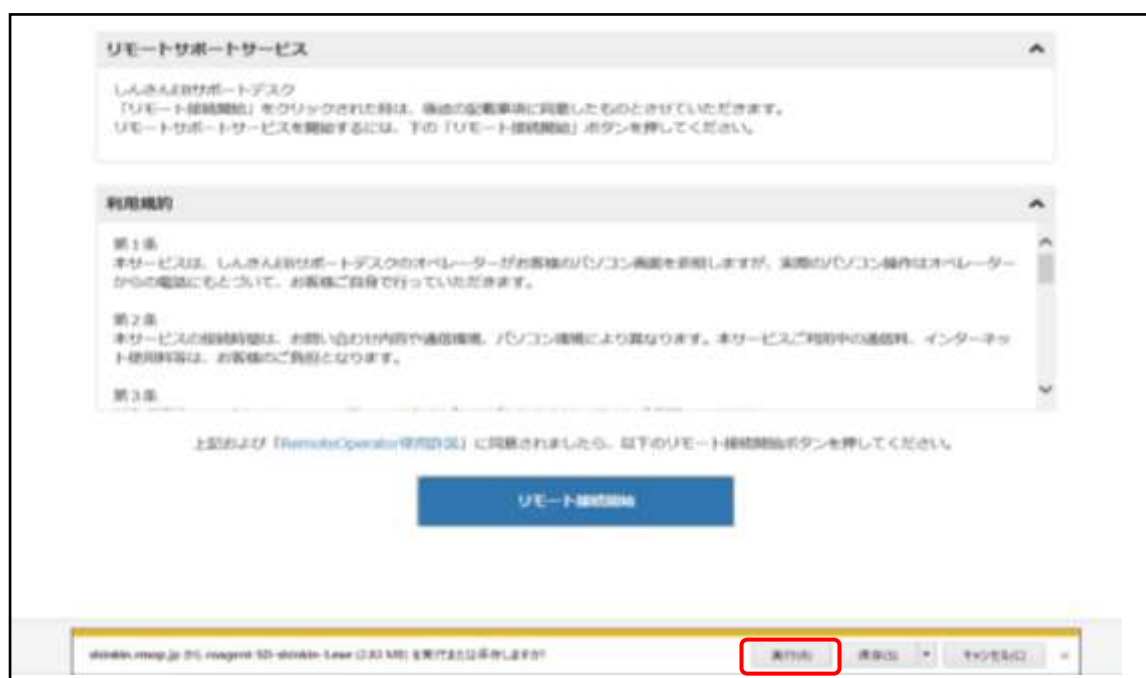 リモートサポートサービス
しんきんEBサポートデスク
「リモート接続開始」をクリックされた時は、後述の記載事項に同意したものとさせていただきます。
リモートサポートサービスを開始するには、下の「リモート接続開始」ボタンを押してください。
利用規約
第1条
本サービスは、しんきんEBサポートデスクのオペレーターがお客様のパソコン画面を参照しますが、実際のパソコン操作はオペレーター
からの電話にもとづいて、お客様ご自身で行っていただきます。
第2条
本サービスの接続時間は、お問い合わせ内容や通信環境、パソコン環境により異なります。本サービスご利用中の通信料、インターネッ
ト使用料等は、お客様のご負担となります。
第3条
上記および「RemoteOperator使用許諾」に同意されましたら、以下のリモート接続開始ボタンを押してください。
リモート接続開始
shinkin.rmop.jp から (2.83 MB) を実行または保存しますか?
実行(R) 保存(S) キャンセル(C)